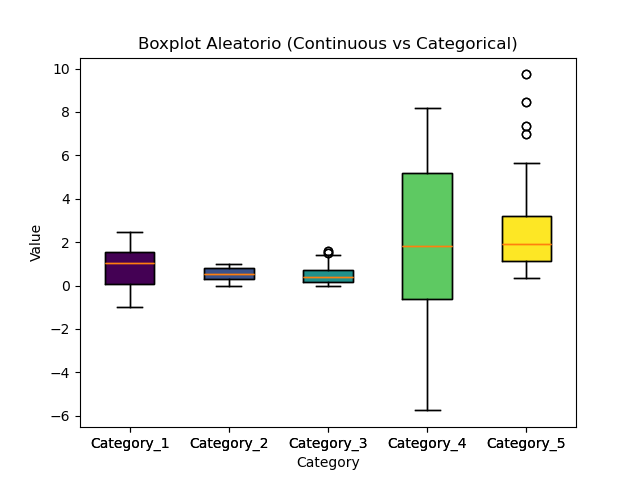 Boxplot Aleatorio (Continuous vs Categorical)
10
8
6
4
2
0
−2
−4
−6
Value
Category_1 Category_2 Category_3 Category_4 Category_5
Category